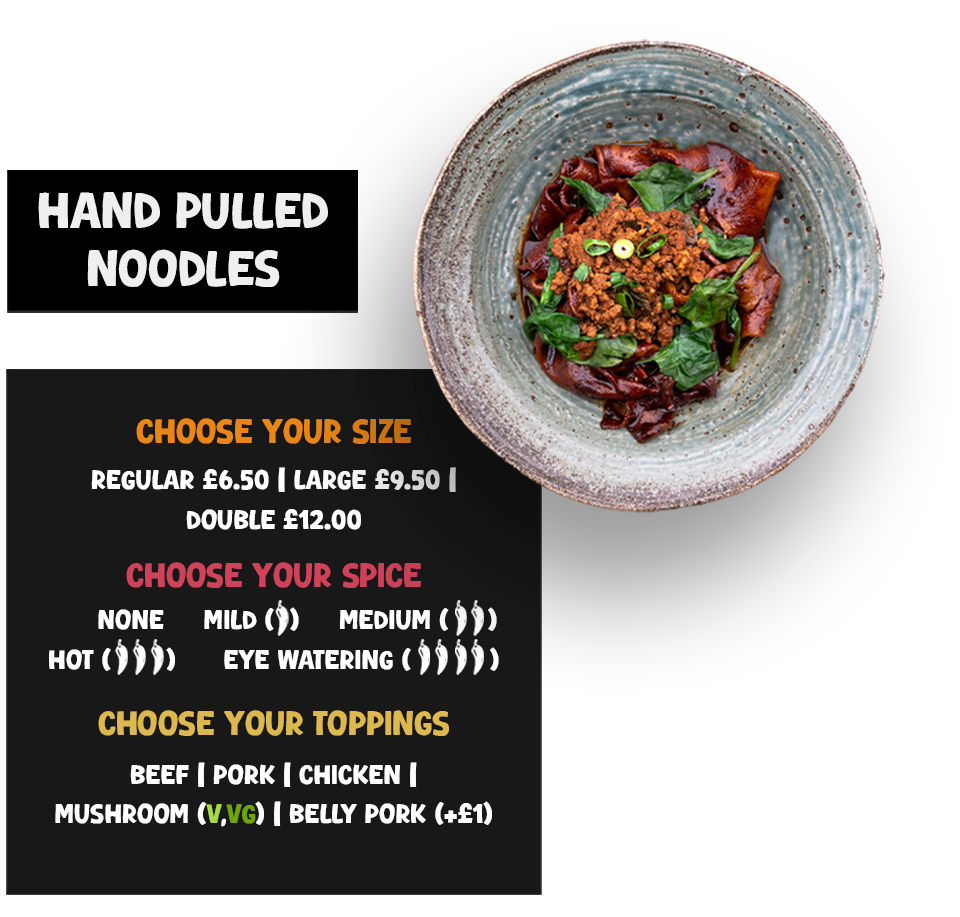 HAND PULLED
NOODLES
CHOOSE YOUR SIZE
REGULAR £6.50 | LARGE £9.50 |
DOUBLE £12.00
CHOOSE YOUR SPICE
NONE MILD ( ) MEDIUM ( )
HOT ( ) EYE WATERING ( )
CHOOSE YOUR TOPPINGS
BEEF | PORK | CHICKEN |
MUSHROOM (V,VG) | BELLY PORK (+£1)